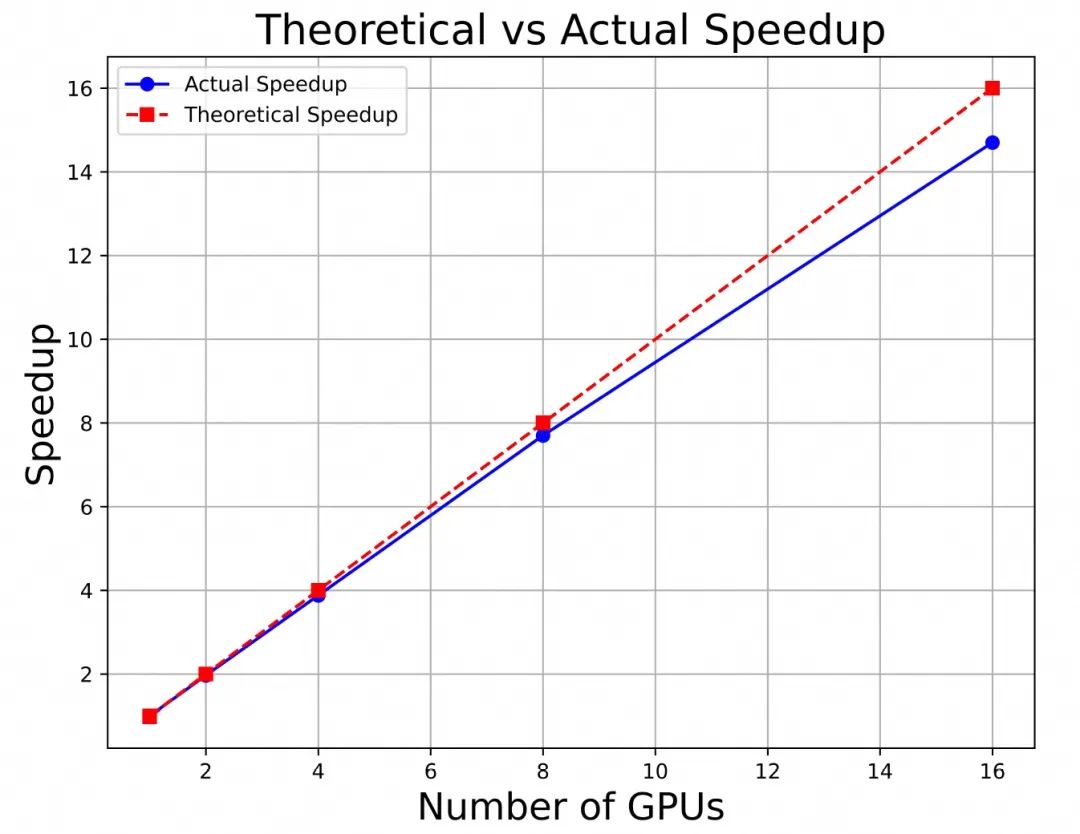 Theoretical vs Actual Speedup
Actual Speedup
Theoretical Speedup
16
14
12
10
8
6
4
2
Speedup
2 4 6 8 10 12 14 16
Number of GPUs